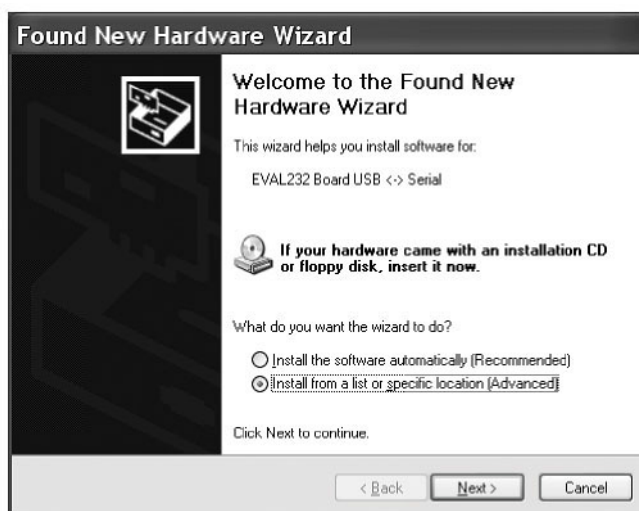 Found New Hardware Wizard
Welcome to the Found New
Hardware Wizard
This wizard helps you install software for:
EVAL232 Board USB <-> Serial
If your hardware came with an installation CD
or floppy disk, insert it now.
What do you want the wizard to do?
Install the software automatically (Recommended)
Install from a list or specific location (Advanced)
Click Next to continue.
< Back Next > Cancel